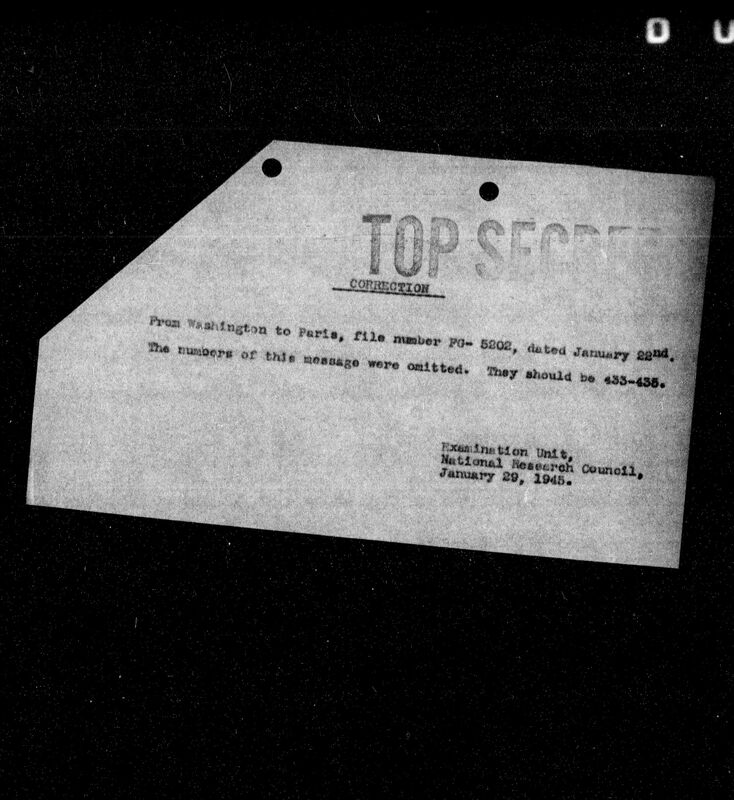 O U
TOP SECRET
CORRECTION
From Washington to Paris, file number FG- 5202, dated January 22nd.
The numbers of this message were omitted. They should be 433-435.
Examination Unit,
National Research Council,
January 29, 1945.